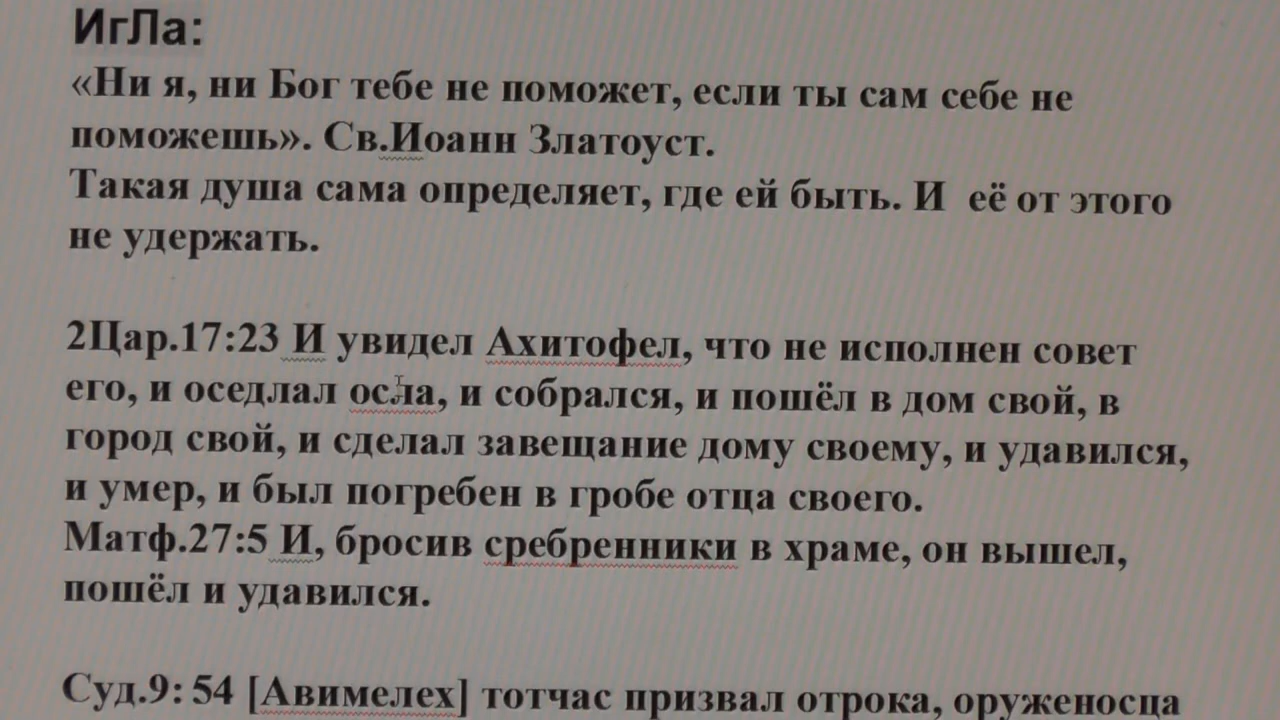 ИгЛа:
«Ни я, ни Бог тебе не поможет, если ты сам себе не
поможешь». Св.Иоанн Златоуст.
Такая душа сама определяет, где ей быть. И  её от этого
не удержать.
2Цар.17:23 И увидел Ахитофел, что не исполнен совет
его, и оседлал осла, и собрался, и пошёл в дом свой, в
город свой, и сделал завещание дому своему, и удавился,
и умер, и был погребен в гробе отца своего.
Матф.27:5 И, бросив сребренники в храме, он вышел,
пошёл и удавился.
Суд.9: 54 [Авимелех] тотчас призвал отрока, оруженосца